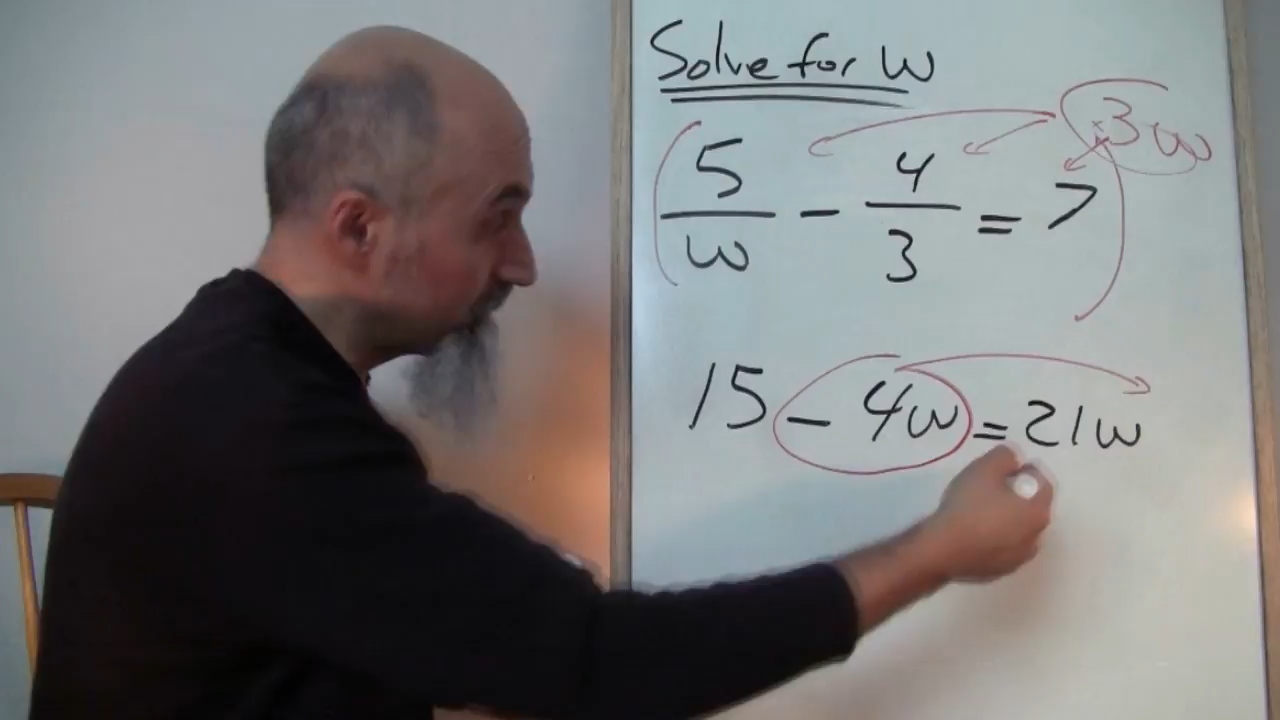 Solve for w
×3w
5/w - 4/3 = 7
15 - 4w = 21w